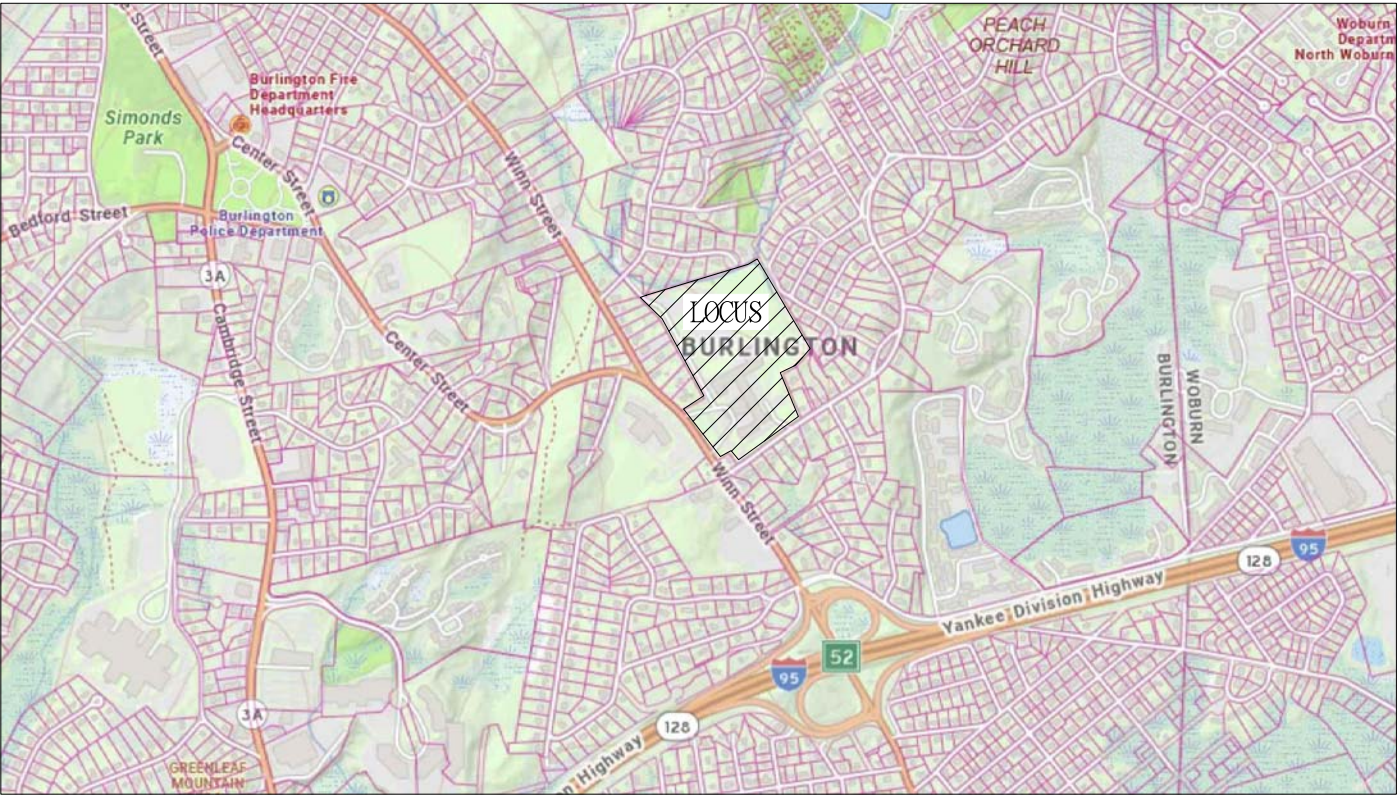 e Street
PEACH
ORCHARD
HILL
Woburn
Departm
North Woburn
Burlington Fire
Department
Headquarters
Simonds
Park
Center Street
Winn Street
Bedford Street
Burlington
Police Department
3A
LOCUS
BURLINGTON
Cambridge Street
Center Street
BURLINGTON
WOBURN
Winn Street
95
128
Yankee Division Highway
52
95
3A
128
n Highway
GREENLEAF
MOUNTAIN